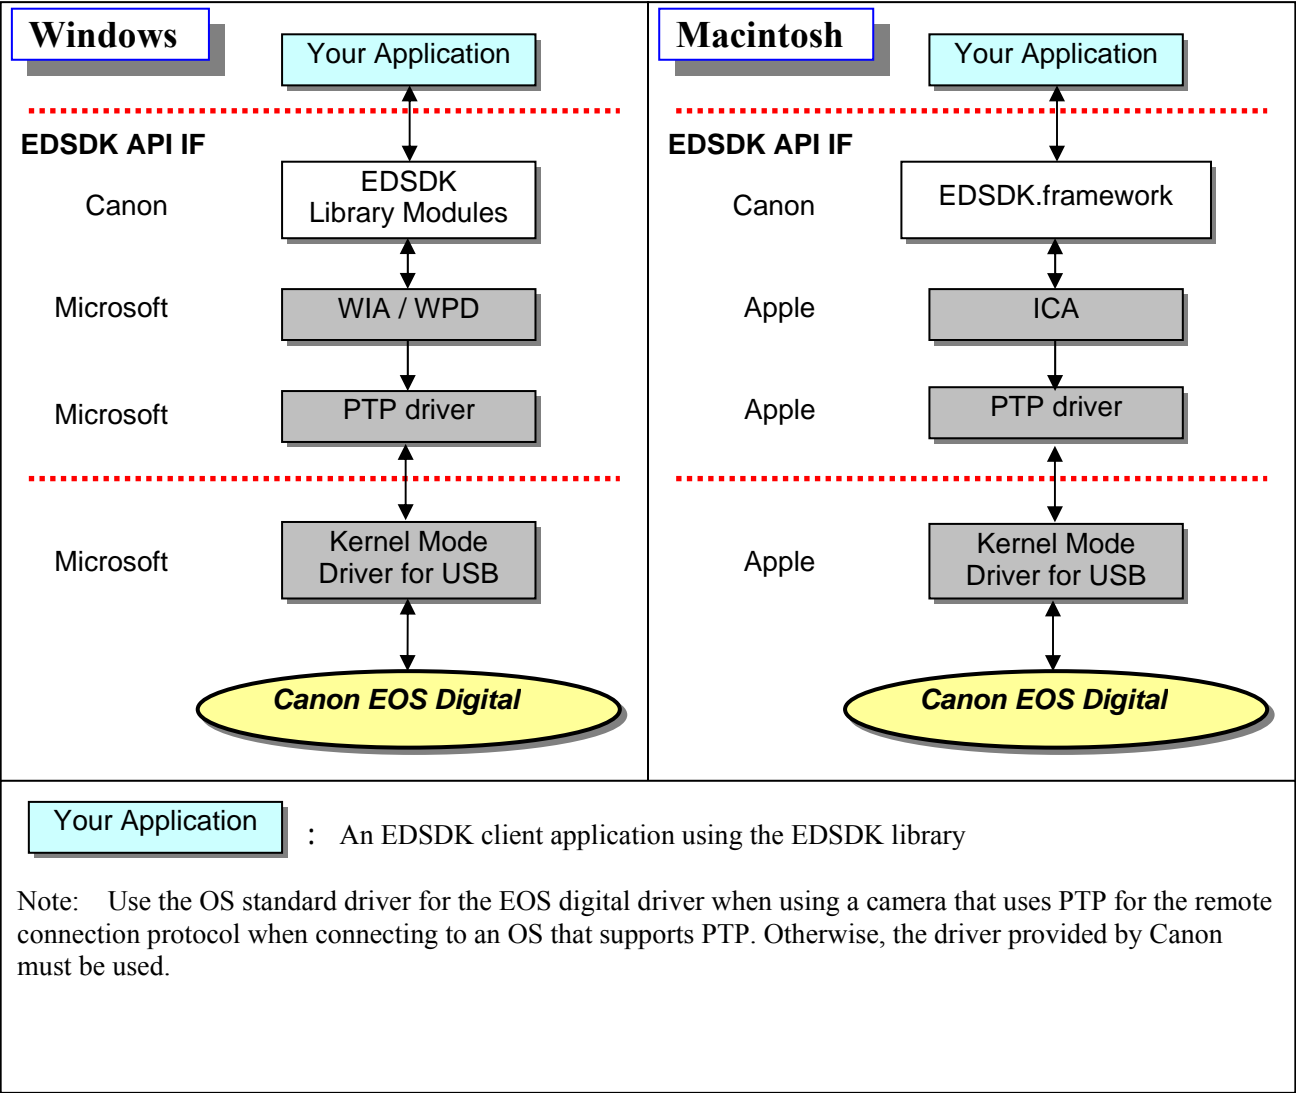 Windows
Your Application
EDSDK API IF
Canon
EDSDK
Library Modules
Microsoft
WIA / WPD
Microsoft
PTP driver
Microsoft
Kernel Mode
Driver for USB
Canon EOS Digital
Macintosh
Your Application
EDSDK API IF
Canon
EDSDK.framework
Apple
ICA
Apple
PTP driver
Apple
Kernel Mode
Driver for USB
Canon EOS Digital
Your Application : An EDSDK client application using the EDSDK library
Note: Use the OS standard driver for the EOS digital driver when using a camera that uses PTP for the remote
connection protocol when connecting to an OS that supports PTP. Otherwise, the driver provided by Canon
must be used.